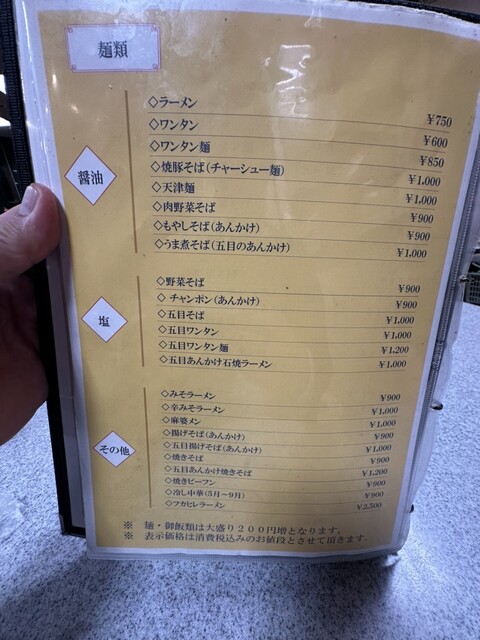 麺類
醤油
◇ラーメン ¥750
◇ワンタン ¥600
◇ワンタン麺 ¥850
◇焼豚そば(チャーシュー麺) ¥1,000
◇天津麺 ¥1,000
◇肉野菜そば ¥900
◇もやしそば(あんかけ) ¥900
◇うま煮そば(五目のあんかけ) ¥1,000
塩
◇野菜そば ¥900
◇チャンポン(あんかけ) ¥900
◇五目そば ¥1,000
◇五目ワンタン ¥1,000
◇五目ワンタン麺 ¥1,200
◇五目あんかけ石焼ラーメン ¥1,000
その他
◇みそラーメン ¥900
◇辛みそラーメン ¥1,000
◇麻婆メン ¥1,000
◇揚げそば(あんかけ) ¥900
◇五目揚げそば(あんかけ) ¥1,000
◇焼きそば ¥900
◇五目あんかけ焼きそば ¥1,200
◇焼きビーフン ¥900
◇冷し中華(5月～9月) ¥900
◇フカヒレラーメン ¥2,500
※ 麺・御飯類は大盛り200円増となります。
※ 表示価格は消費税込みのお値段とさせて頂きます。